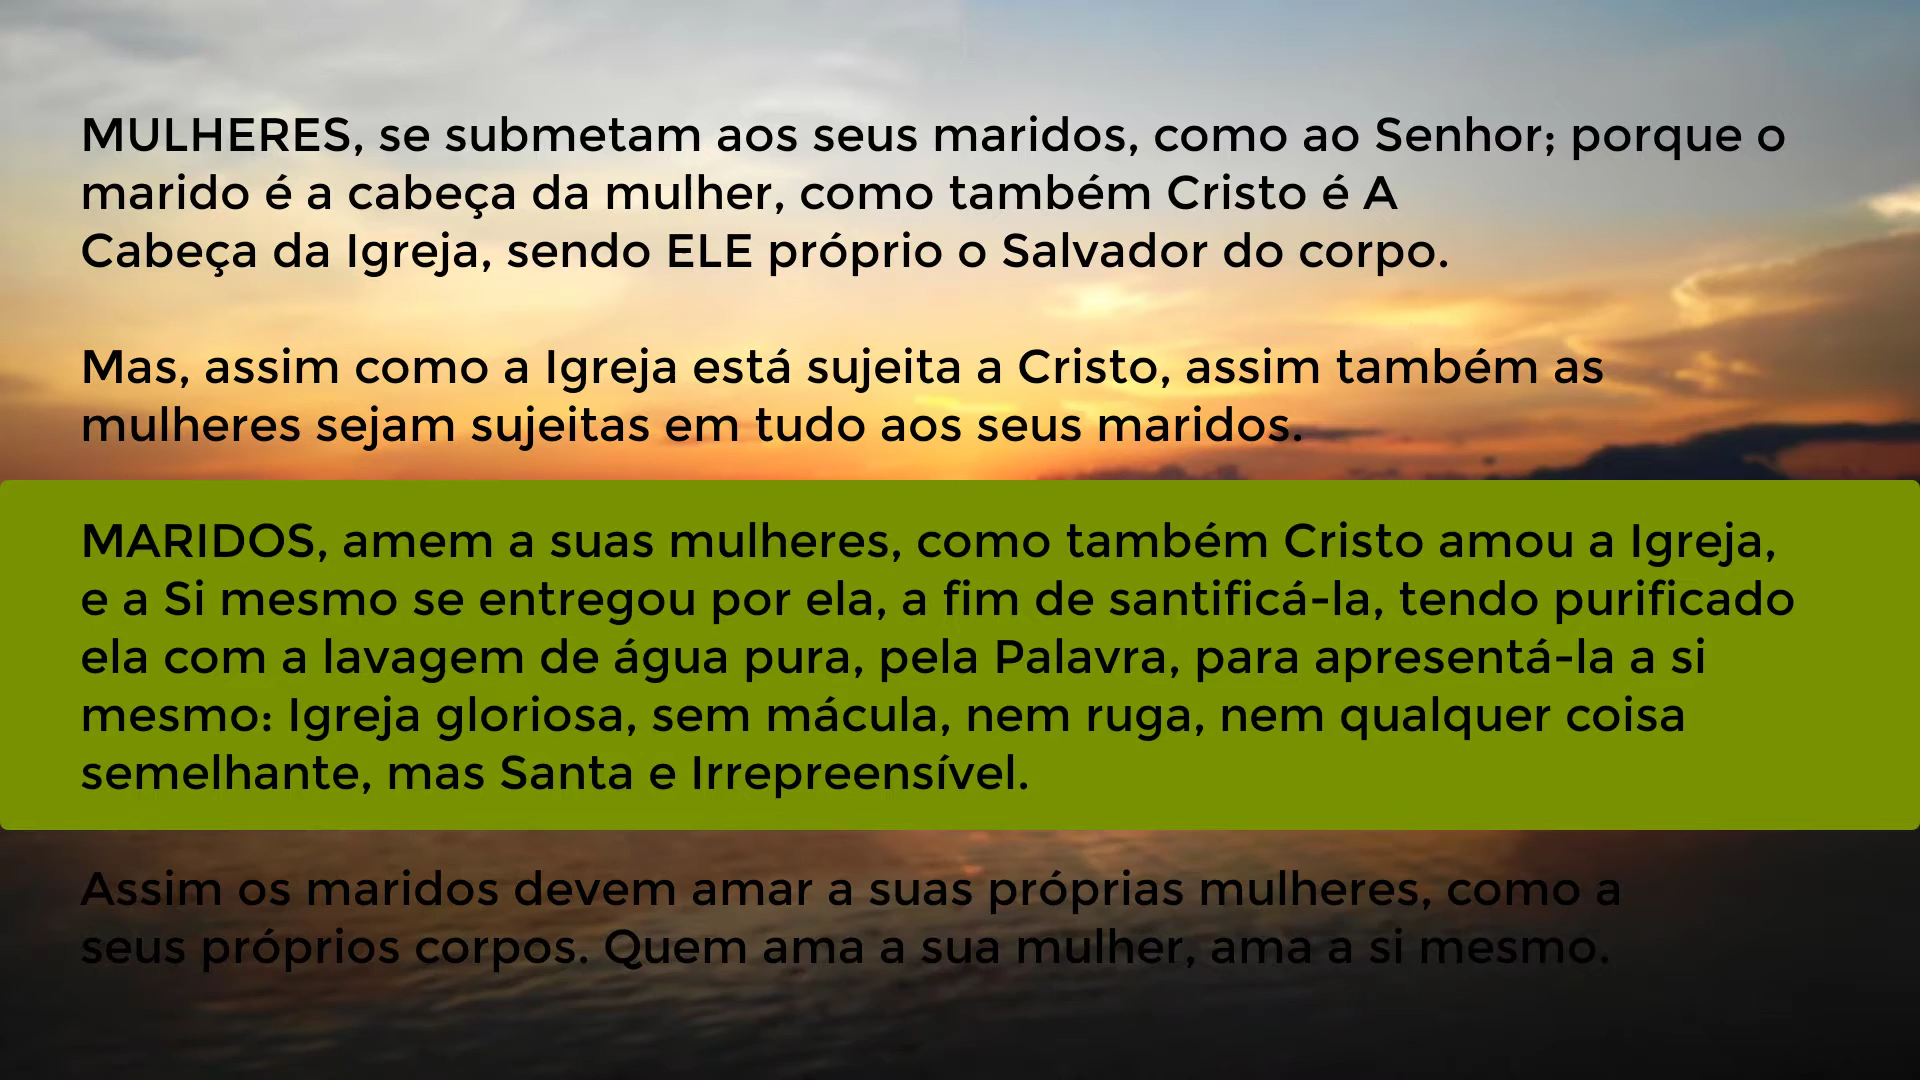 MULHERES, se submetam aos seus maridos, como ao Senhor; porque o
marido é a cabeça da mulher, como também Cristo é A
Cabeça da Igreja, sendo ELE próprio o Salvador do corpo.
Mas, assim como a Igreja está sujeita a Cristo, assim também as
mulheres sejam sujeitas em tudo aos seus maridos.
MARIDOS, amem a suas mulheres, como também Cristo amou a Igreja,
e a Si mesmo se entregou por ela, a fim de santificá-la, tendo purificado
ela com a lavagem de água pura, pela Palavra, para apresentá-la a si
mesmo: Igreja gloriosa, sem mácula, nem ruga, nem qualquer coisa
semelhante, mas Santa e Irrepreensível.
Assim os maridos devem amar a suas próprias mulheres, como a
seus próprios corpos. Quem ama a sua mulher, ama a si mesmo.